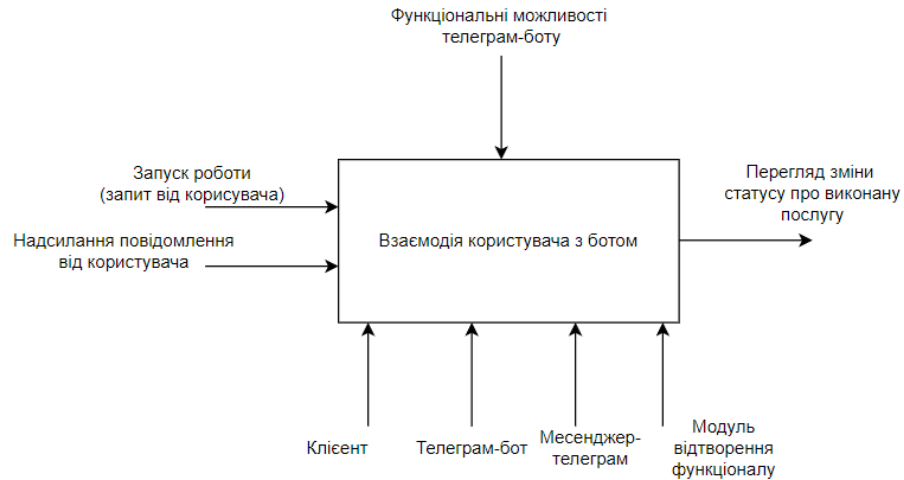 Функціональні можливості
телеграм-боту
Запуск роботи
(запит від корисувача)
Надсилання повідомлення
від користувача
Взаємодія користувача з ботом
Перегляд зміни
статусу про виконану
послугу
Клієент
Телеграм-бот
Месенджер-
телеграм
Модуль
відтворення
функціоналу